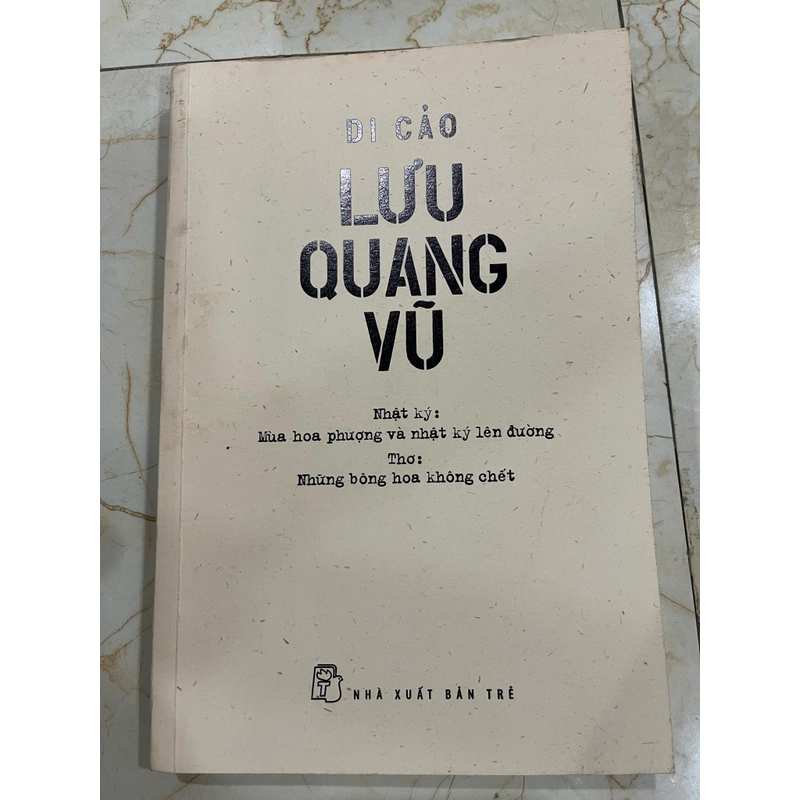 DI CẢO
LƯU
QUANG
VŨ
Nhật ký:
Mùa hoa phượng và nhật ký lên đường
Thơ:
Những bông hoa không chết
T
NHÀ XUẤT BẢN TRẺ